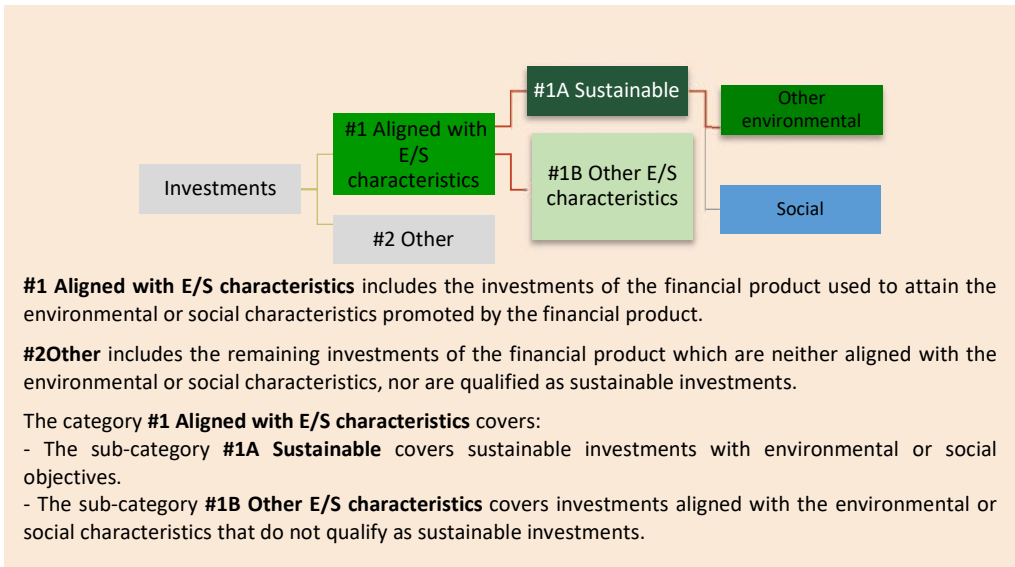 #1A Sustainable
Other
environmental
#1 Aligned with
E/S
characteristics
#1B Other E/S
characteristics
Investments
Social
#2 Other
#1 Aligned with E/S characteristics includes the investments of the financial product used to attain the
environmental or social characteristics promoted by the financial product.
#2Other includes the remaining investments of the financial product which are neither aligned with the
environmental or social characteristics, nor are qualified as sustainable investments.
The category #1 Aligned with E/S characteristics covers:
- The sub-category #1A Sustainable covers sustainable investments with environmental or social
objectives.
- The sub-category #1B Other E/S characteristics covers investments aligned with the environmental or
social characteristics that do not qualify as sustainable investments.